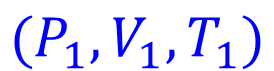 (P₁, V₁, T₁)